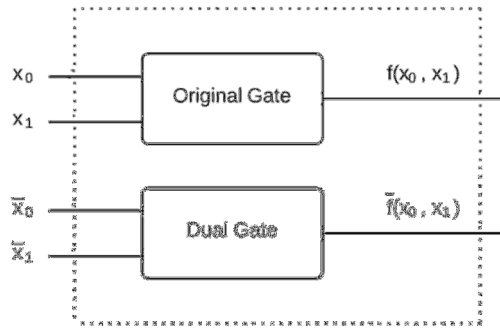 x₀
f(x₀ , x₁)
Original Gate
x₁
x̄₀
f̄(x₀ , x₁)
Dual Gate
x̄₁